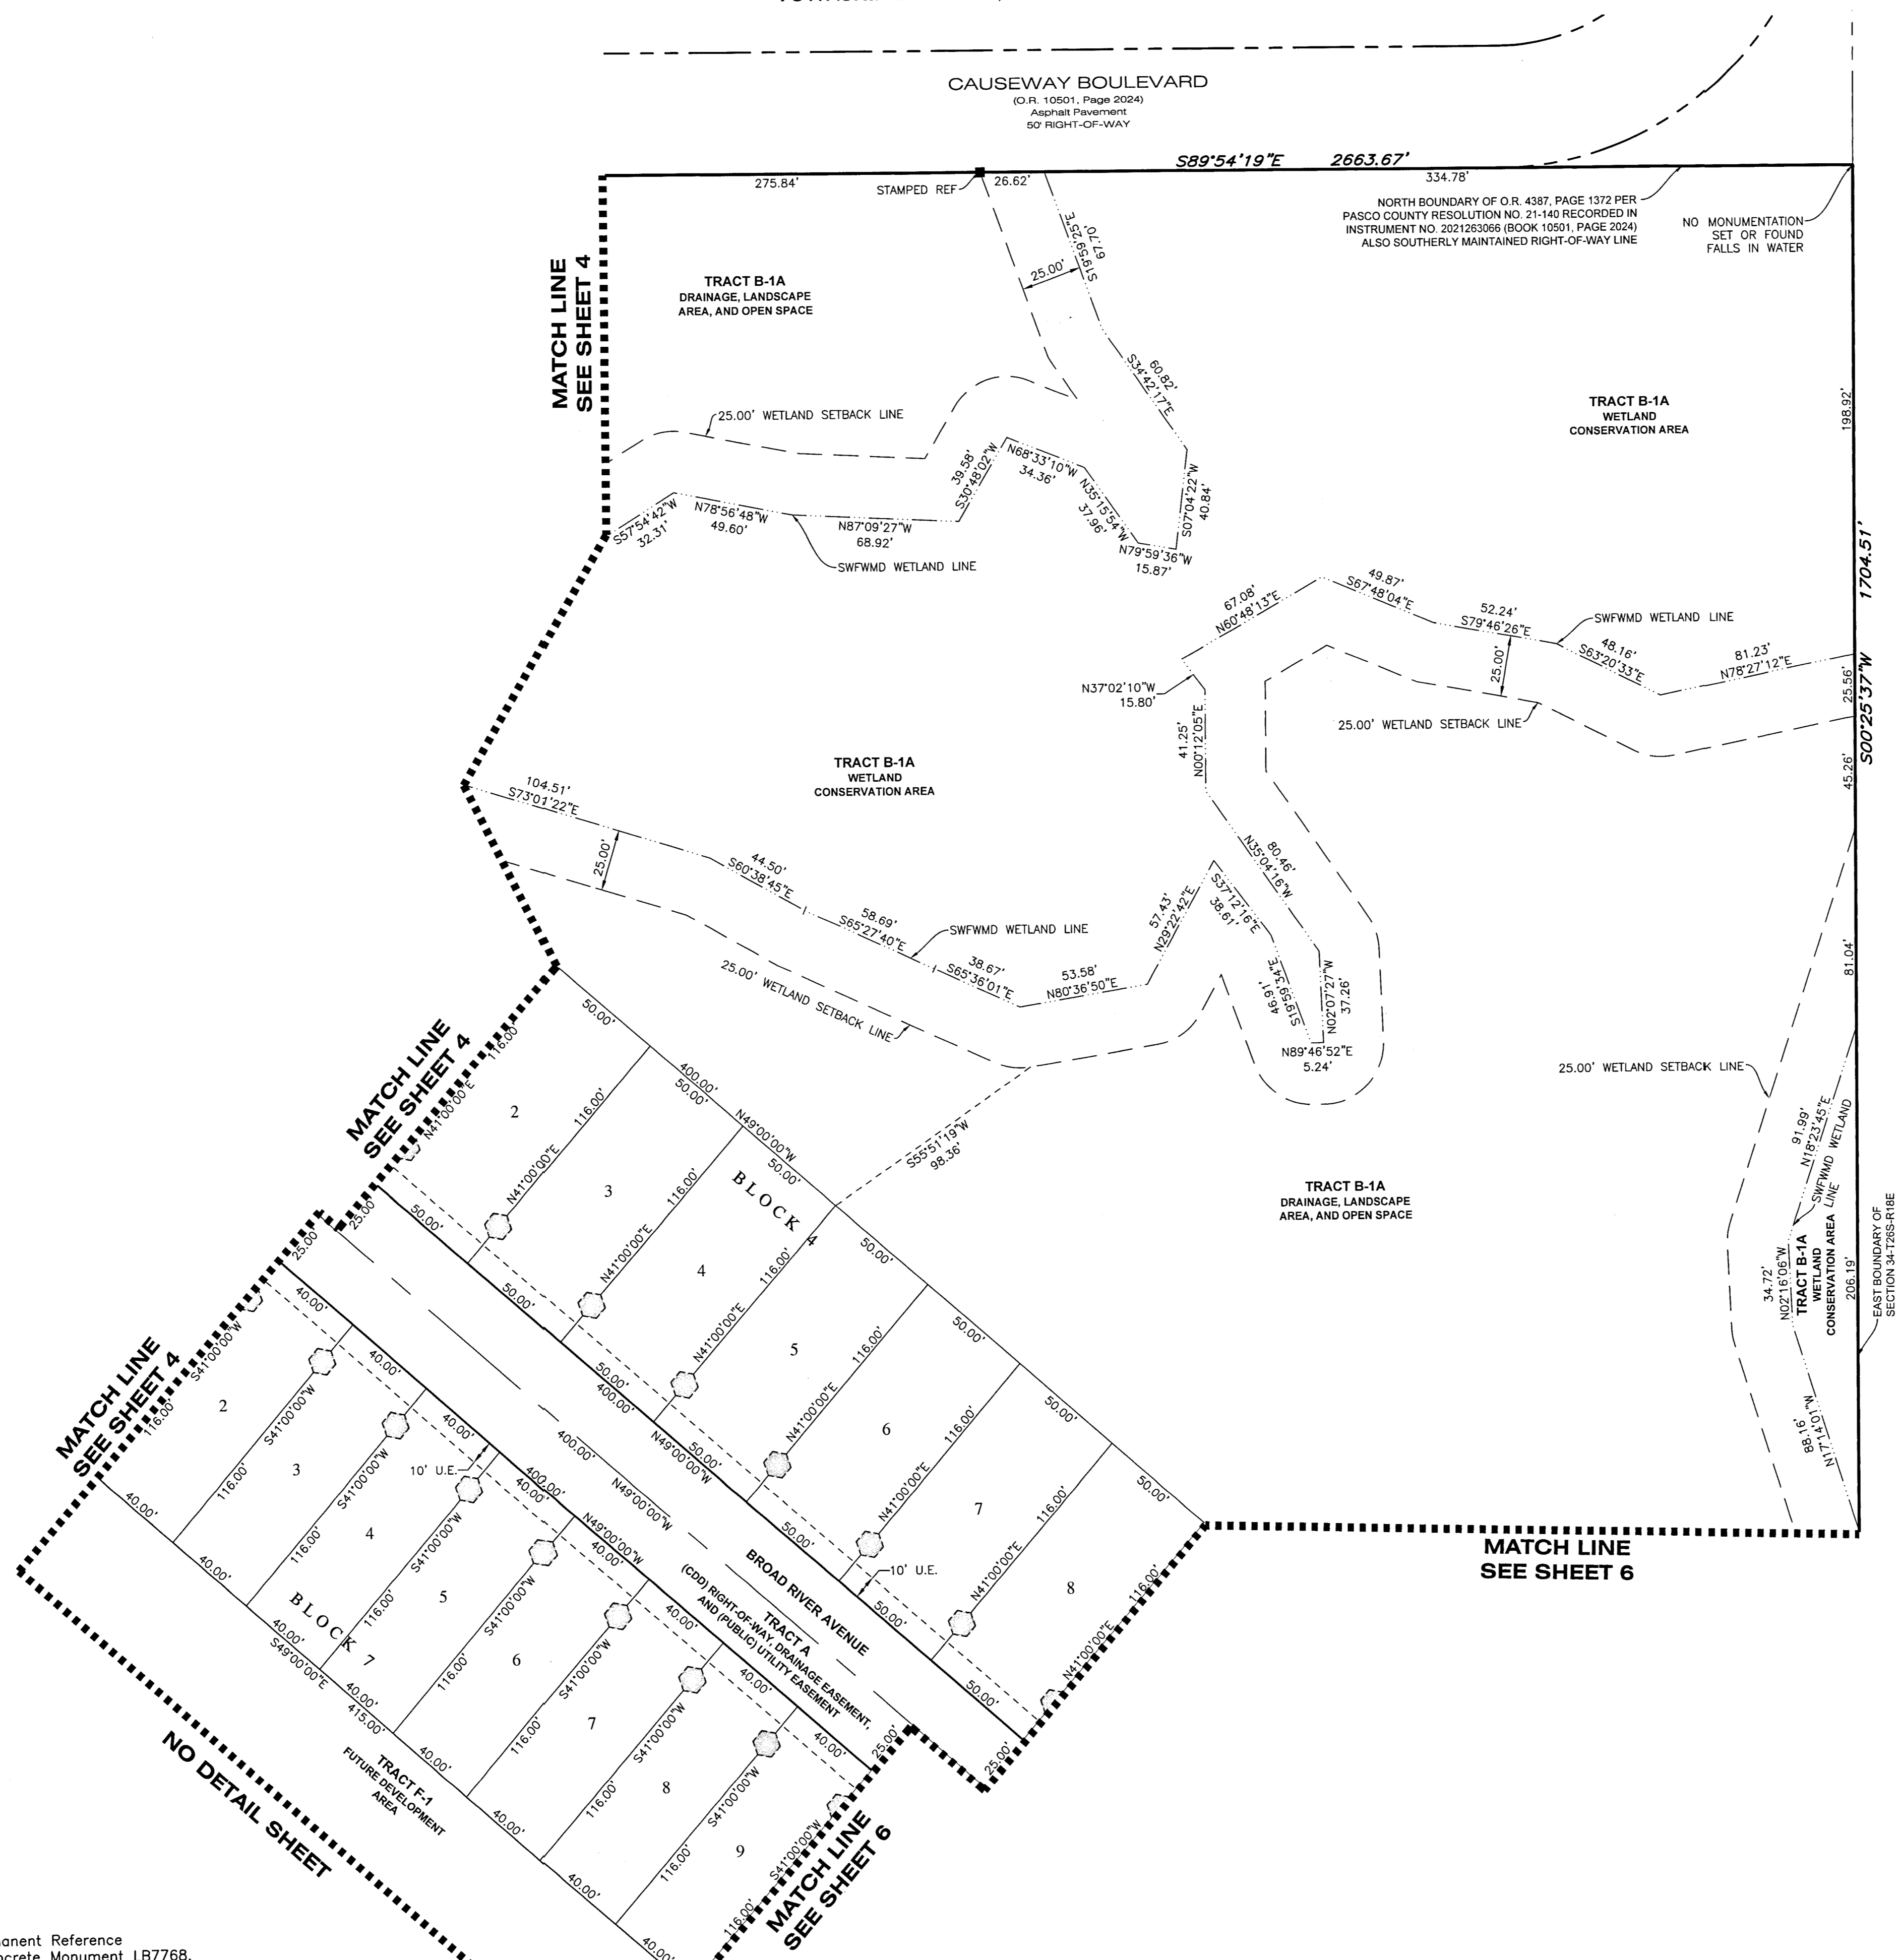 CAUSEWAY BOULEVARD
(O.R. 10501, Page 2024)
Asphalt Pavement
50' RIGHT-OF-WAY
S89°54'19"E 2663.67'
275.84'
STAMPED REF
26.62'
334.78'
NORTH BOUNDARY OF O.R. 4387, PAGE 1372 PER
PASCO COUNTY RESOLUTION NO. 21-140 RECORDED IN
INSTRUMENT NO. 2021263066 (BOOK 10501, PAGE 2024)
ALSO SOUTHERLY MAINTAINED RIGHT-OF-WAY LINE
NO MONUMENTATION
SET OR FOUND
FALLS IN WATER
S19°59'25"E
67.70'
25.00'
MATCH LINE
SEE SHEET 4
TRACT B-1A
DRAINAGE, LANDSCAPE
AREA, AND OPEN SPACE
60.82'
S34°42'17"E
TRACT B-1A
WETLAND
CONSERVATION AREA
198.92'
25.00' WETLAND SETBACK LINE
S57°54'42"W
32.31'
N78°56'48"W
49.60'
N87°09'27"W
68.92'
39.58'
S30°48'02"W
N68°33'10"W
34.36'
N35°15'54"W
37.96'
N79°59'36"W
15.87'
S07°04'22"W
40.84'
SWFWMD WETLAND LINE
67.08'
N60°48'13"E
49.87'
S67°48'04"E
52.24'
S79°46'26"E
SWFWMD WETLAND LINE
48.16'
S63°20'33"E
81.23'
N78°27'12"E
25.56'
S00°25'37"W 1704.51'
25.00'
N37°02'10"W
15.80'
25.00' WETLAND SETBACK LINE
41.25'
N00°12'05"E
45.26'
TRACT B-1A
WETLAND
CONSERVATION AREA
104.51'
S73°01'22"E
25.00'
44.50'
S60°38'45"E
58.69'
S65°27'40"E
SWFWMD WETLAND LINE
38.67'
S65°36'01"E
53.58'
N80°36'50"E
57.43'
N29°22'42"E
S37°12'16"E
38.61'
80.46'
N35°04'16"W
S19°59'34"E
46.91'
N02°07'27"W
37.26'
N89°46'52"E
5.24'
25.00' WETLAND SETBACK LINE
81.04'
25.00' WETLAND SETBACK LINE
91.99'
N18°23'45"E
SWFWMD WETLAND
LINE
34.72'
N02°16'06"W
TRACT B-1A
WETLAND
CONSERVATION AREA
206.19'
EAST BOUNDARY OF
SECTION 34-T26S-R18E
88.16'
N17°14'01"W
TRACT B-1A
DRAINAGE, LANDSCAPE
AREA, AND OPEN SPACE
S55°51'19"W
98.36'
MATCH LINE
SEE SHEET 4
N41°00'00"E
116.00'
50.00'
400.00'
50.00'
N49°00'00"W
50.00'
50.00'
50.00'
50.00'
50.00'
BLOCK 4
2
N41°00'00"E
116.00'
3
N41°00'00"E
116.00'
4
N41°00'00"E
116.00'
5
N41°00'00"E
116.00'
6
N41°00'00"E
116.00'
7
N41°00'00"E
116.00'
8
N41°00'00"E
116.00'
25.00'
25.00'
50.00'
50.00'
50.00'
400.00'
N49°00'00"W
50.00'
50.00'
10' U.E.
50.00'
50.00'
25.00'
MATCH LINE
SEE SHEET 6
400.00'
N49°00'00"W
BROAD RIVER AVENUE
TRACT A
(CDD) RIGHT-OF-WAY, DRAINAGE EASEMENT,
AND (PUBLIC) UTILITY EASEMENT
25.00'
MATCH LINE
SEE SHEET 4
S41°00'00"W
116.00'
40.00'
40.00'
40.00'
10' U.E.
400.00'
40.00'
N49°00'00"W
40.00'
40.00'
40.00'
40.00'
2
S41°00'00"W
116.00'
3
S41°00'00"W
116.00'
4
S41°00'00"W
116.00'
5
S41°00'00"W
116.00'
6
S41°00'00"W
116.00'
7
S41°00'00"W
116.00'
8
S41°00'00"W
116.00'
9
S41°00'00"W
116.00'
BLOCK 7
40.00'
40.00'
40.00'
S49°00'00"E
40.00'
415.00'
40.00'
40.00'
40.00'
40.00'
TRACT F-1
FUTURE DEVELOPMENT
AREA
NO DETAIL SHEET
MATCH LINE
SEE SHEET 6
anent Reference
ocrete Monument LB7768.